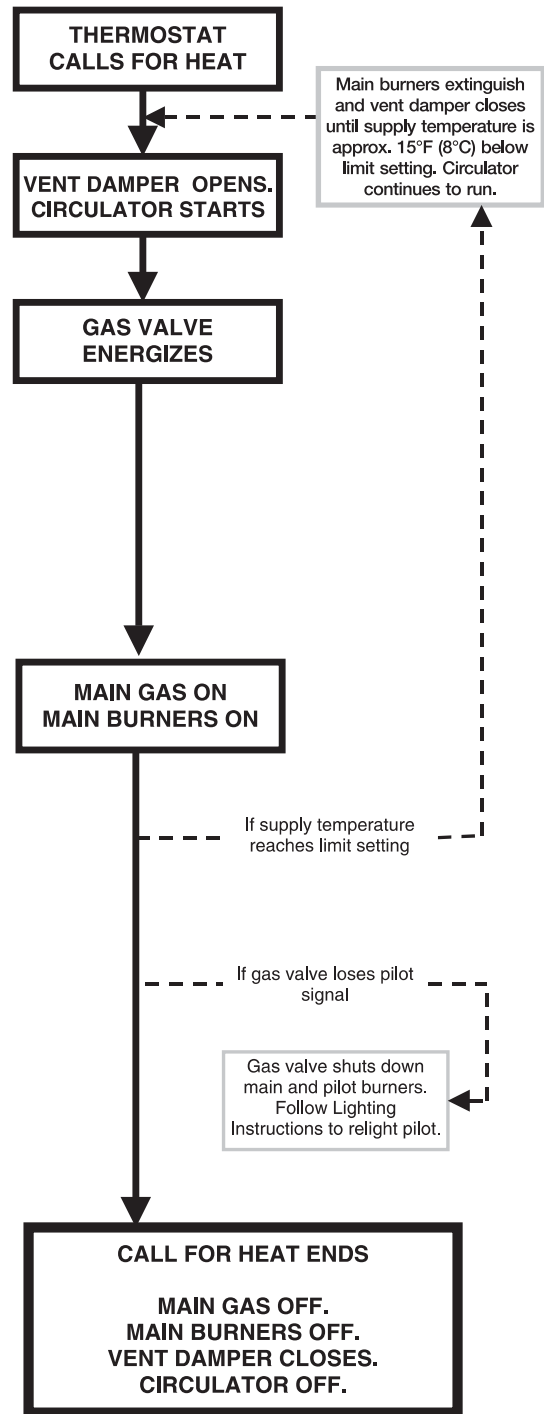 THERMOSTAT
CALLS FOR HEAT
Main burners extinguish
and vent damper closes
until supply temperature is
approx. 15°F (8°C) below
limit setting. Circulator
continues to run.
VENT DAMPER OPENS.
CIRCULATOR STARTS
GAS VALVE
ENERGIZES
MAIN GAS ON
MAIN BURNERS ON
If supply temperature
reaches limit setting
If gas valve loses pilot
signal
Gas valve shuts down
main and pilot burners.
Follow Lighting
Instructions to relight pilot.
CALL FOR HEAT ENDS
MAIN GAS OFF.
MAIN BURNERS OFF.
VENT DAMPER CLOSES.
CIRCULATOR OFF.